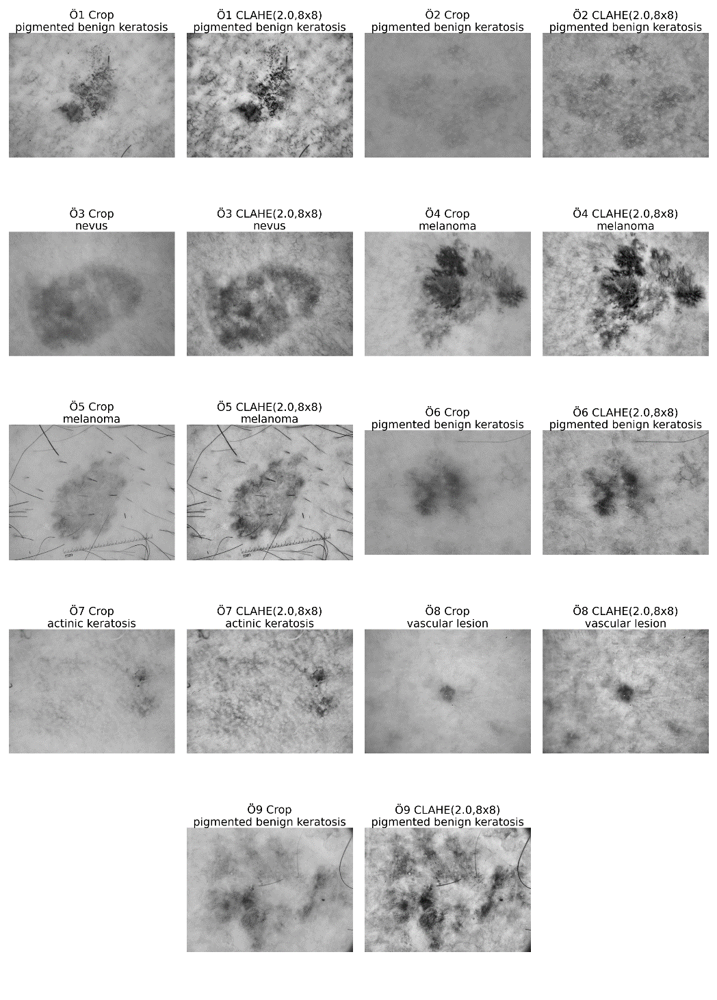 Ö1 Crop
pigmented benign keratosis
Ö1 CLAHE(2.0,8x8)
pigmented benign keratosis
Ö2 Crop
pigmented benign keratosis
Ö2 CLAHE(2.0,8x8)
pigmented benign keratosis
Ö3 Crop
nevus
Ö3 CLAHE(2.0,8x8)
nevus
Ö4 Crop
melanoma
Ö4 CLAHE(2.0,8x8)
melanoma
Ö5 Crop
melanoma
Ö5 CLAHE(2.0,8x8)
melanoma
Ö6 Crop
pigmented benign keratosis
Ö6 CLAHE(2.0,8x8)
pigmented benign keratosis
mm
mm
Ö7 Crop
actinic keratosis
Ö7 CLAHE(2.0,8x8)
actinic keratosis
Ö8 Crop
vascular lesion
Ö8 CLAHE(2.0,8x8)
vascular lesion
Ö9 Crop
pigmented benign keratosis
Ö9 CLAHE(2.0,8x8)
pigmented benign keratosis